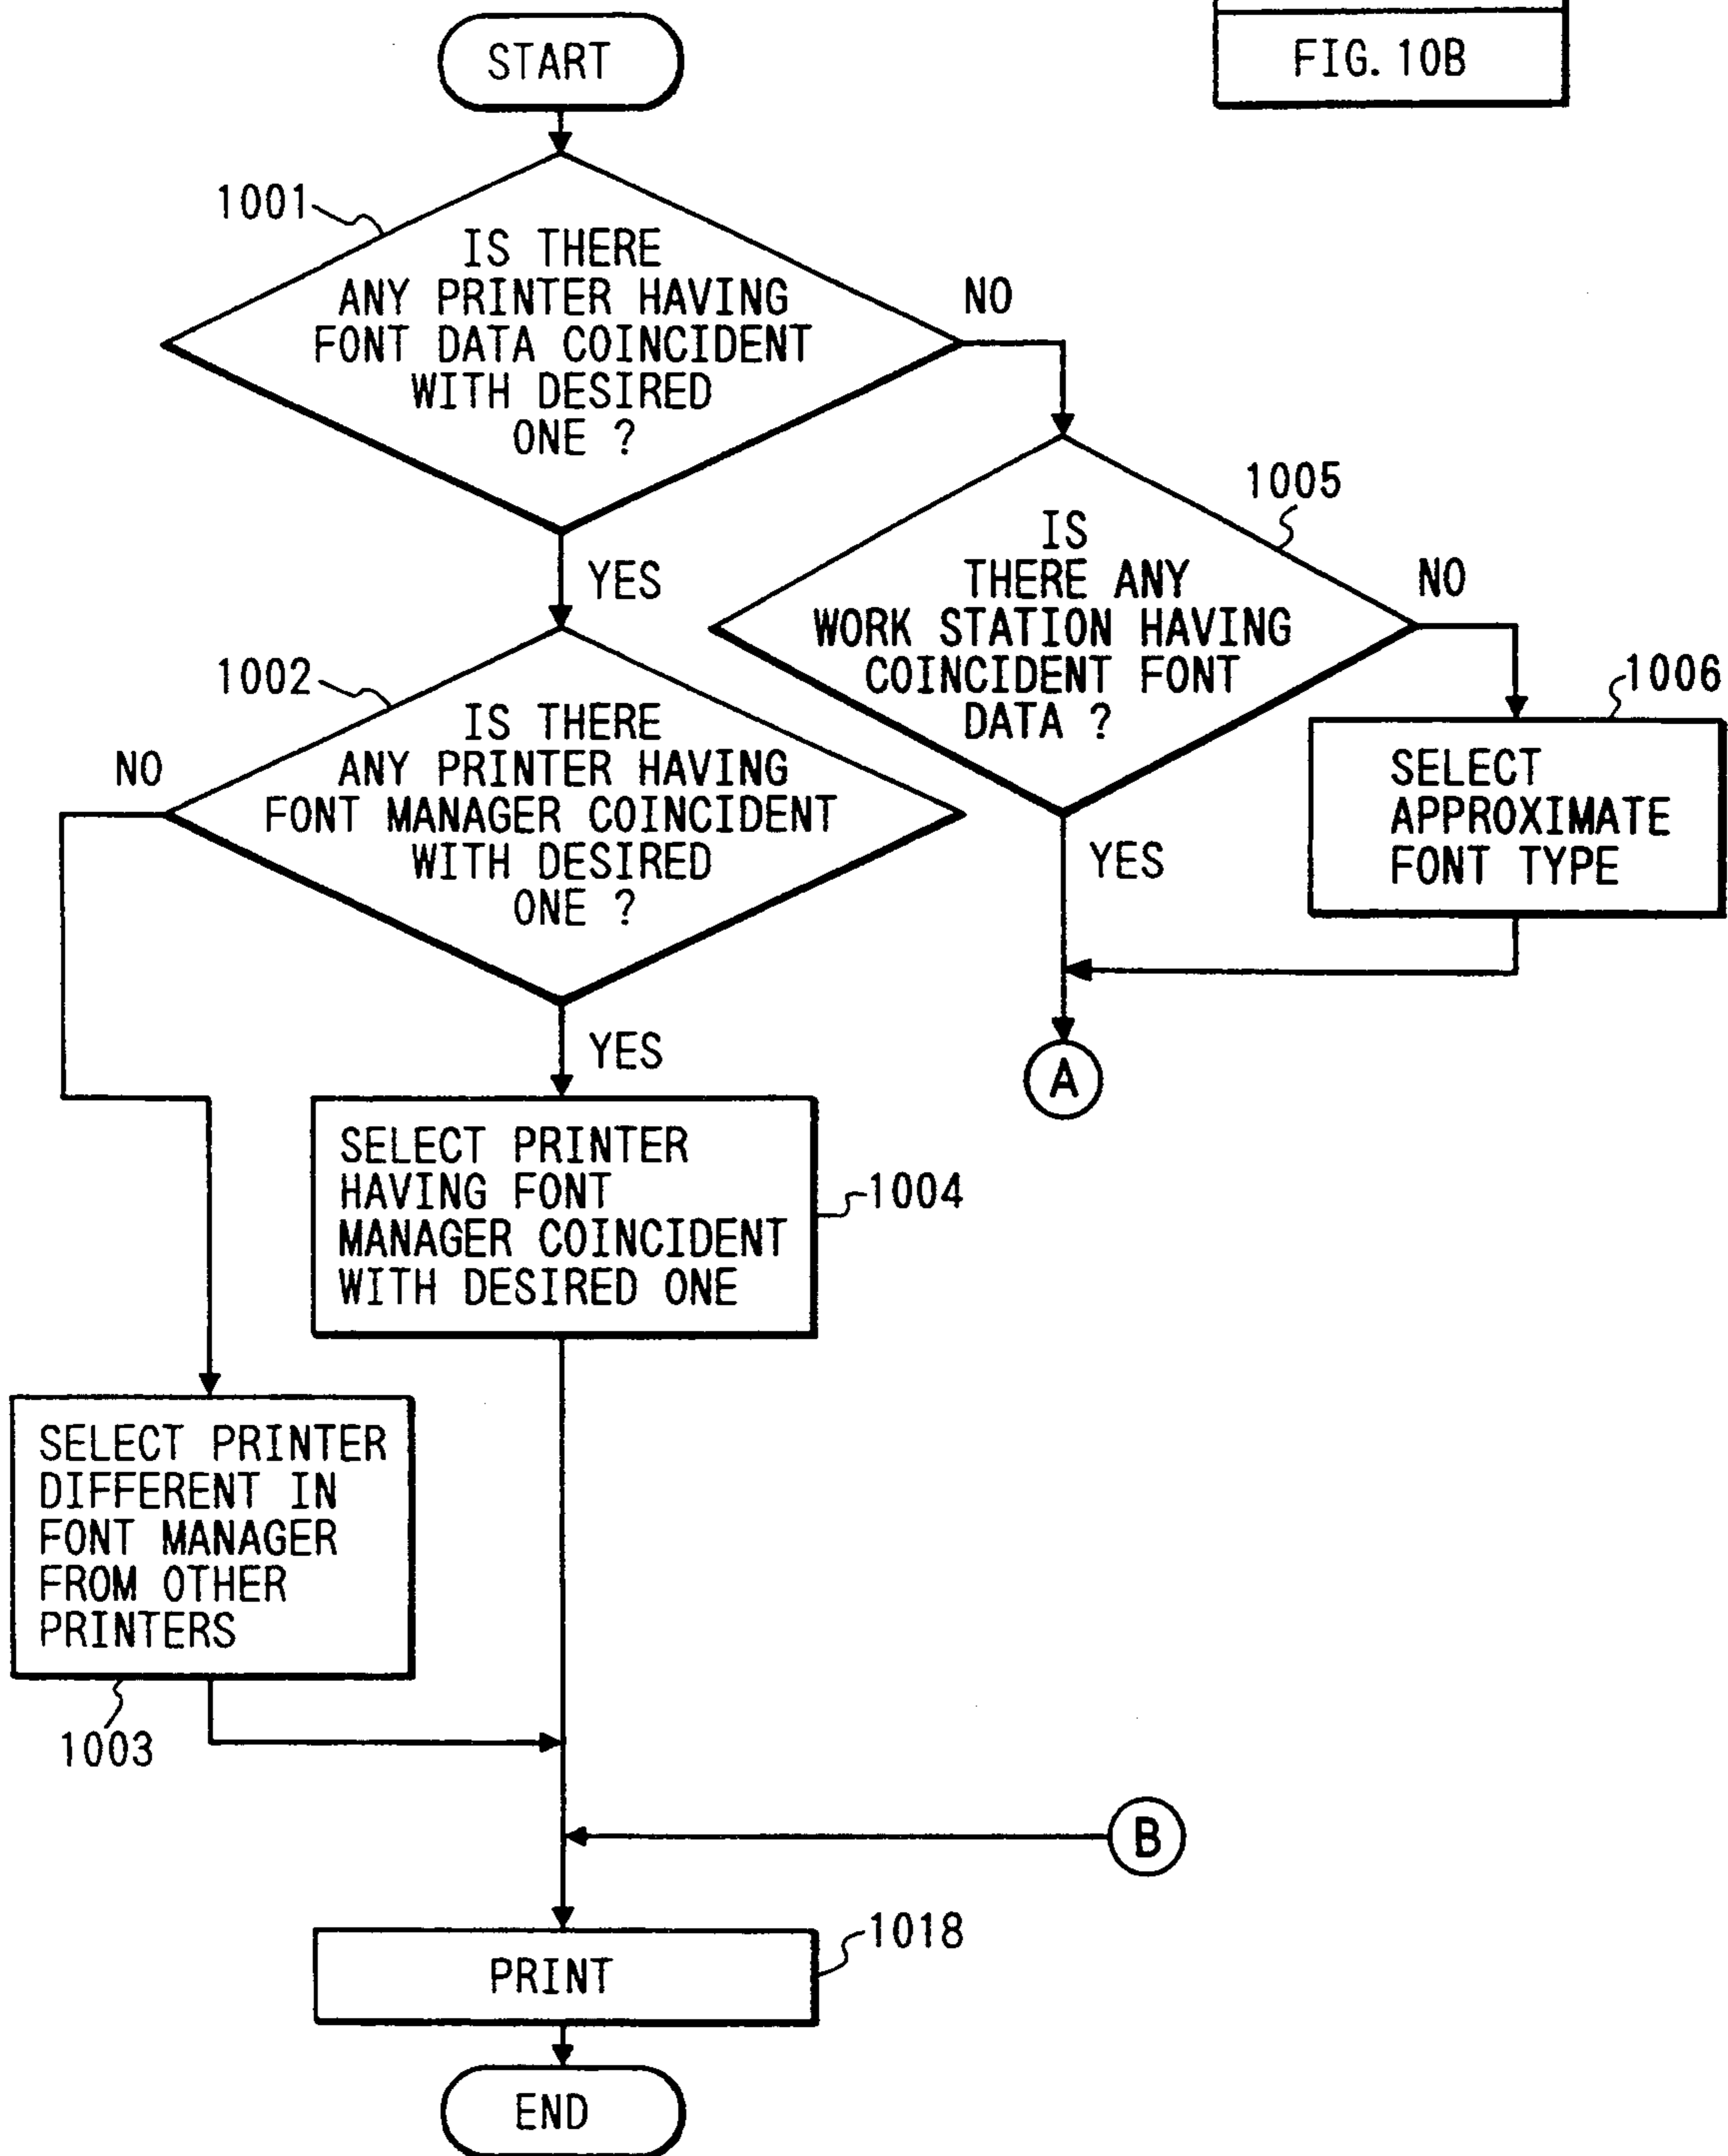 FIG. 10B
START
1001
IS THERE
ANY PRINTER HAVING
FONT DATA COINCIDENT
WITH DESIRED
ONE ?
NO
YES
1005
IS
THERE ANY
WORK STATION HAVING
COINCIDENT FONT
DATA ?
NO
YES
1006
SELECT
APPROXIMATE
FONT TYPE
A
1002
IS THERE
ANY PRINTER HAVING
FONT MANAGER COINCIDENT
WITH DESIRED
ONE ?
NO
YES
SELECT PRINTER
HAVING FONT
MANAGER COINCIDENT
WITH DESIRED ONE
1004
SELECT PRINTER
DIFFERENT IN
FONT MANAGER
FROM OTHER
PRINTERS
1003
B
PRINT
1018
END